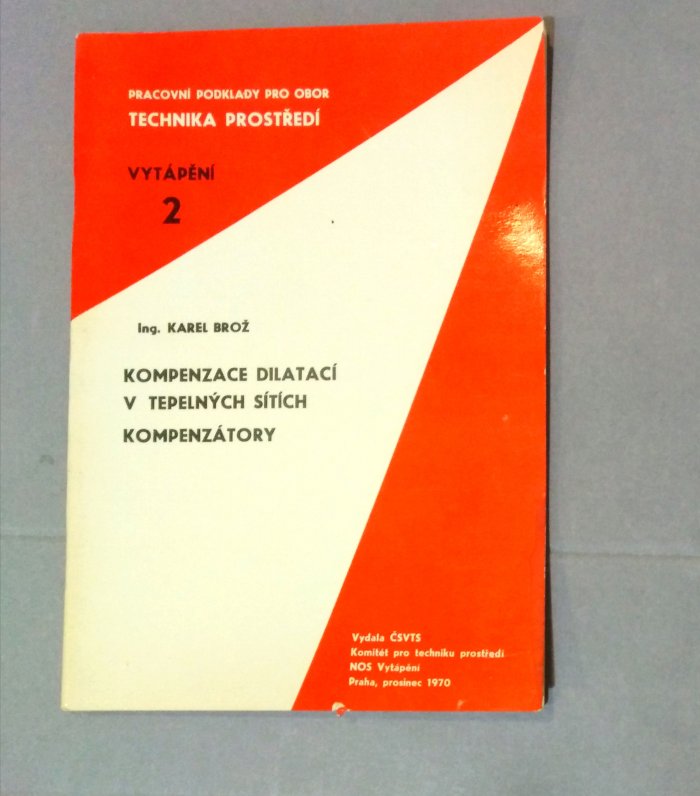 PRACOVNÍ PODKLADY PRO OBOR
TECHNIKA PROSTŘEDÍ
VYTÁPĚNÍ
2
Ing. KAREL BROŽ
KOMPENZACE DILATACÍ
V TEPELNÝCH SÍTÍCH
KOMPENZÁTORY
Vydala ČSVTS
Komitét pro techniku prostředí
NOS Vytápění
Praha, prosinec 1970